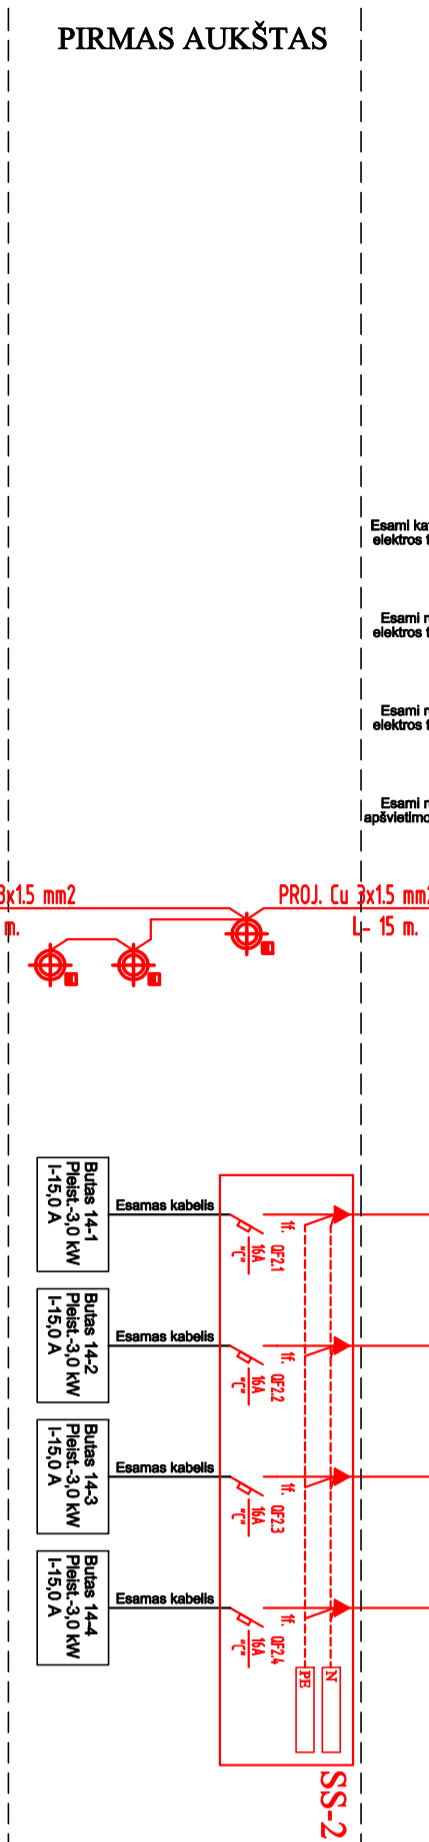 PIRMAS AUKŠTAS
Esami
elektros
Esami
elektros
Esami
elektros
Esami
apšvietimo
3x1.5 mm2
m.
PROJ. Cu 3x1.5 mm2
L- 15 m.
Butas 14-1
Pleist.-3,0 kW
I-15,0 A
Esamas kabelis
1f.
QF2.1
16A
"C"
Butas 14-2
Pleist.-3,0 kW
I-15,0 A
Esamas kabelis
1f.
QF2.2
16A
"C"
Butas 14-3
Pleist.-3,0 kW
I-15,0 A
Esamas kabelis
1f.
QF2.3
16A
"C"
Butas 14-4
Pleist.-3,0 kW
I-15,0 A
Esamas kabelis
1f.
QF2.4
16A
"C"
PE
N
SS-2